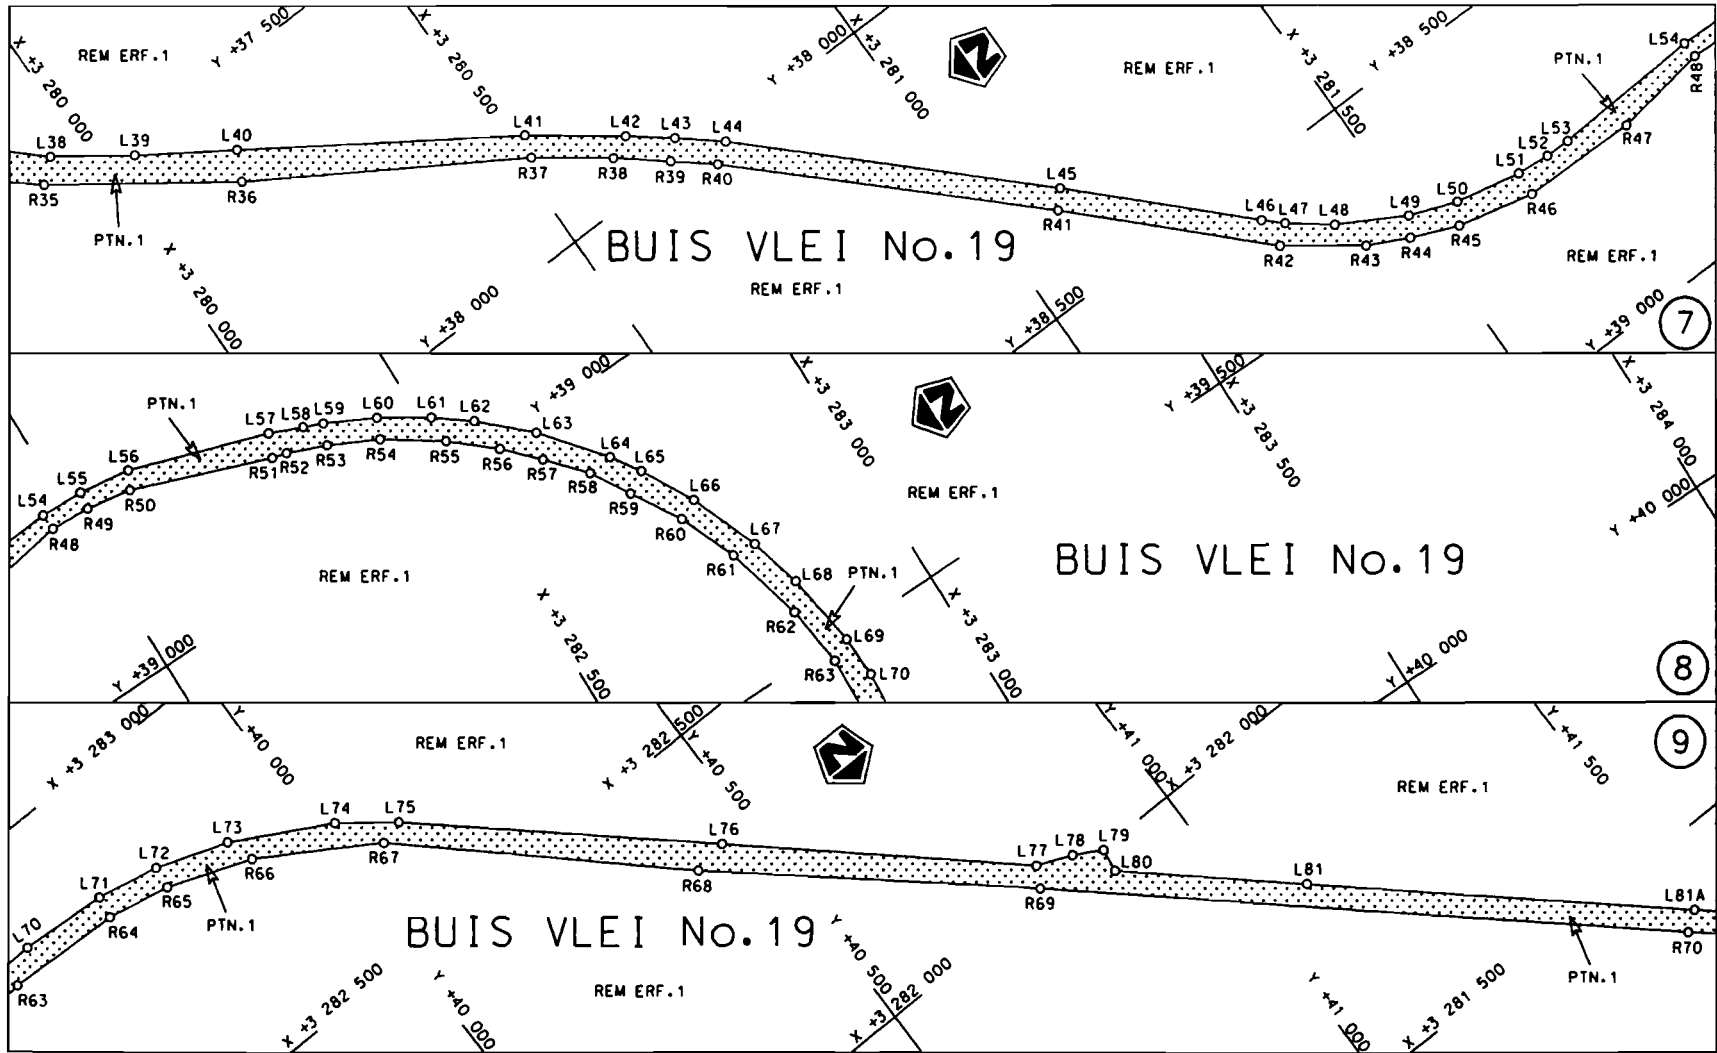 X +3 280 000
REM ERF.1
Y +37 500
X +3 280 500
Y +38 000
X +3 281 000
REM ERF.1
X +3 281 500
Y +38 500
PTN.1
L54
R48
L38
L39
L40
L41
L42
L43
L44
L45
L46
L47
L48
L49
L50
L51
L52
L53
R35
R36
R37
R38
R39
R40
R41
R42
R43
R44
R45
R46
R47
PTN.1
X +3 280 000
BUIS VLEI No.19
REM ERF.1
REM ERF.1
Y +38 000
Y +38 500
Y +39 000
7
PTN.1
Y +39 000
X +3 283 000
Y +39 500
X +3 283 500
X +3 284 000
Y +40 000
L54
L55
L56
L57
L58
L59
L60
L61
L62
L63
L64
L65
L66
L67
L68
L69
L70
R48
R49
R50
R51
R52
R53
R54
R55
R56
R57
R58
R59
R60
R61
R62
R63
PTN.1
REM ERF.1
REM ERF.1
BUIS VLEI No.19
Y +39 000
X +3 282 500
X +3 283 000
Y +40 000
8
X +3 283 000
Y +40 000
REM ERF.1
X +3 282 500
Y +40 500
Y +41 000
X +3 282 000
Y +41 500
REM ERF.1
9
L70
L71
L72
L73
L74
L75
L76
L77
L78
L79
L80
L81
L81A
R63
R64
R65
R66
R67
R68
R69
R70
PTN.1
PTN.1
BUIS VLEI No.19
REM ERF.1
X +3 282 500
Y +40 000
Y +40 500
X +3 282 000
Y +41 000
X +3 281 500